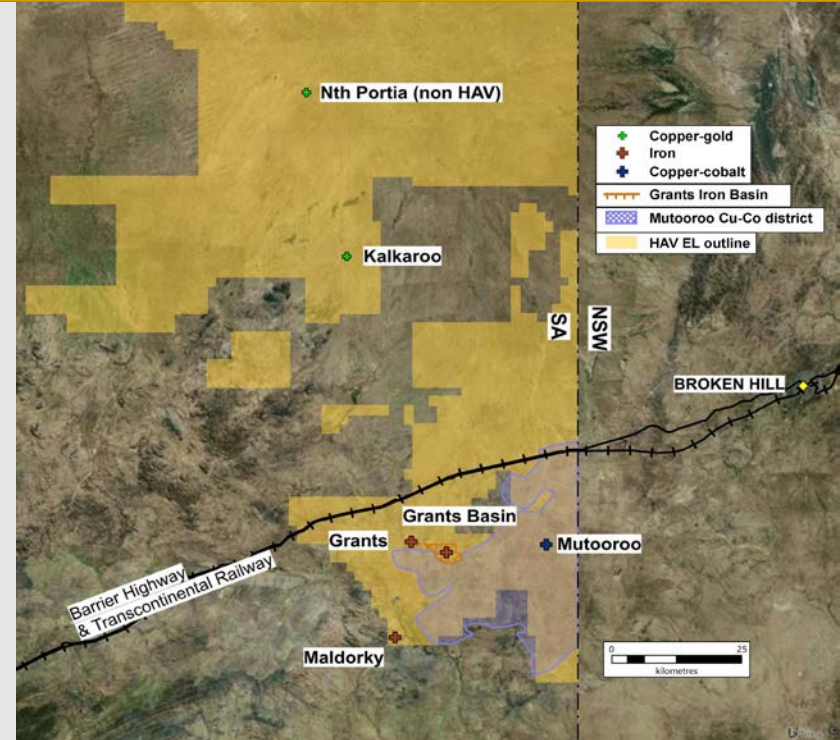 Nth Portia (non HAV)
Copper-gold
Iron
Copper-cobalt
Grants Iron Basin
Mutooroo Cu-Co district
HAV EL outline
Kalkaroo
SA
NSW
BROKEN HILL
Grants Basin
Grants
Mutooroo
Barrier Highway
& Transcontinental Railway
Maldorky
0 25
kilometres